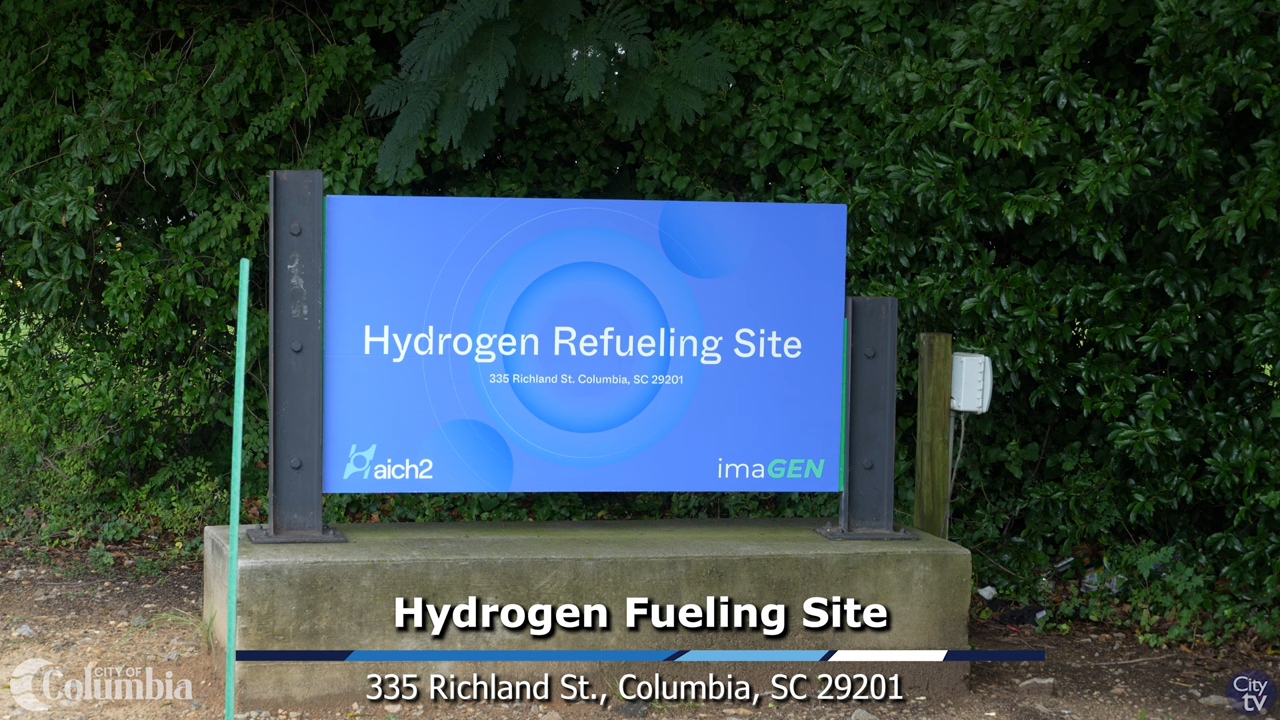 Hydrogen Refueling Site
335 Richland St. Columbia, SC 29201
aich2
imaGEN
Hydrogen Fueling Site
335 Richland St., Columbia, SC 29201
CITY OF
Columbia
City
tv